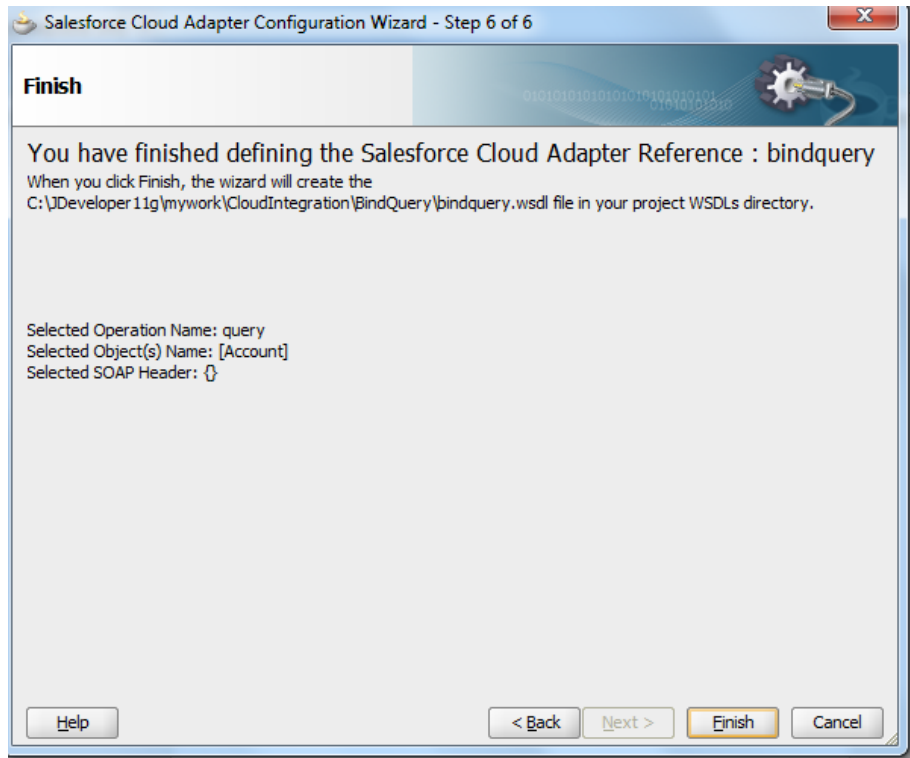 Salesforce Cloud Adapter Configuration Wizard - Step 6 of 6
X
Finish
You have finished defining the Salesforce Cloud Adapter Reference : bindquery
When you click Finish, the wizard will create the
C:\JDeveloper11g\mywork\CloudIntegration\BindQuery\bindquery.wsdl file in your project WSDLs directory.
Selected Operation Name: query
Selected Object(s) Name: [Account]
Selected SOAP Header: {}
Help
< Back
Next >
Finish
Cancel